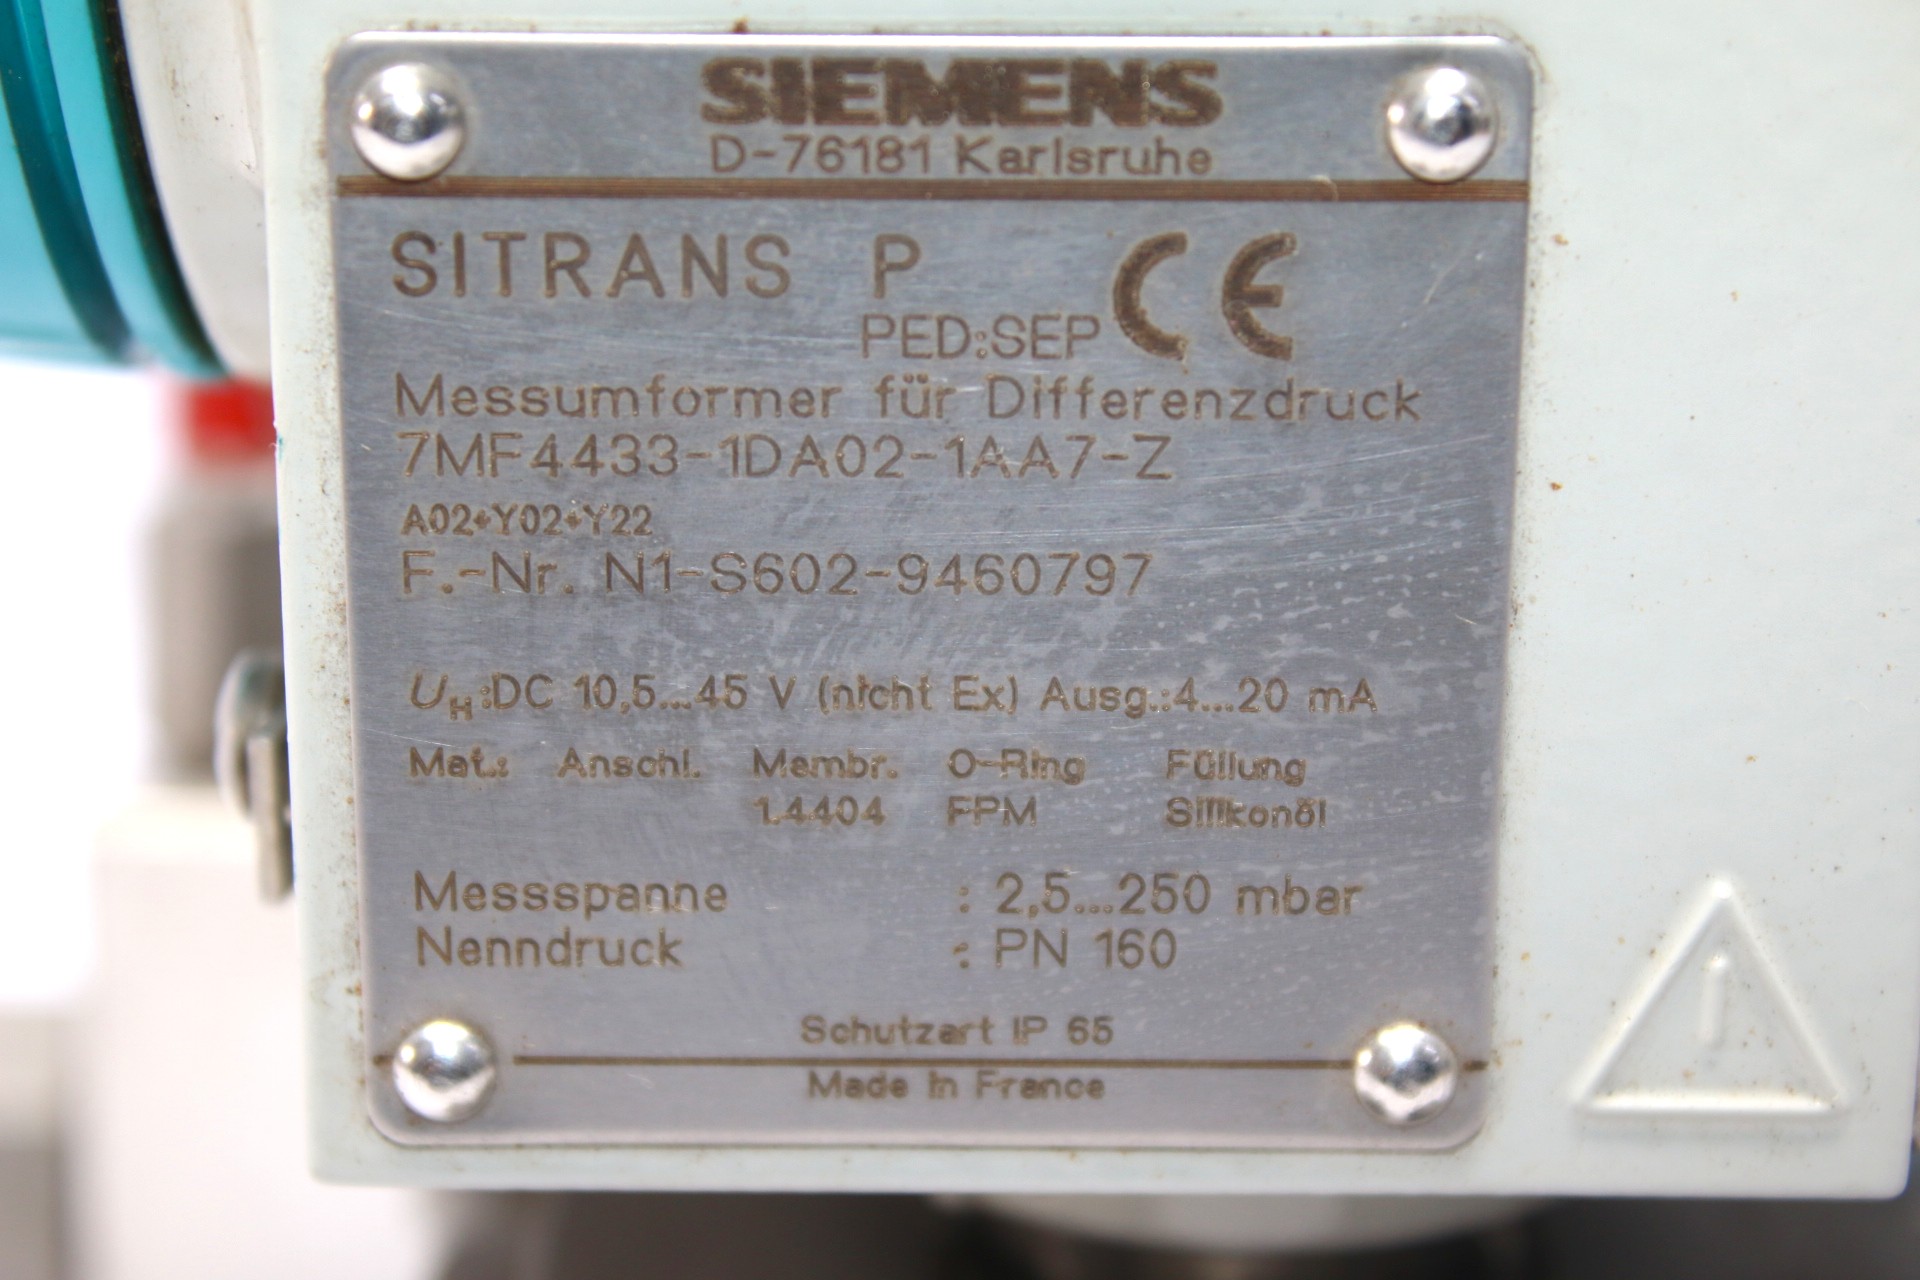 SIEMENS
D-76181 Karlsruhe
SITRANS P
CE
PED:SEP
Messumformer für Differenzdruck
7MF4433-1DA02-1AA7-Z
A02+Y02+Y22
F.-Nr. N1-S602-9460797
UH:DC 10,5...45 V (nicht Ex) Ausg.:4...20 mA
Mat.: Anschl. Membr. O-Ring Füllung
1.4404 FPM Silikonöl
Messspanne : 2,5...250 mbar
Nenndruck : PN 160
Schutzart IP 65
Made in France